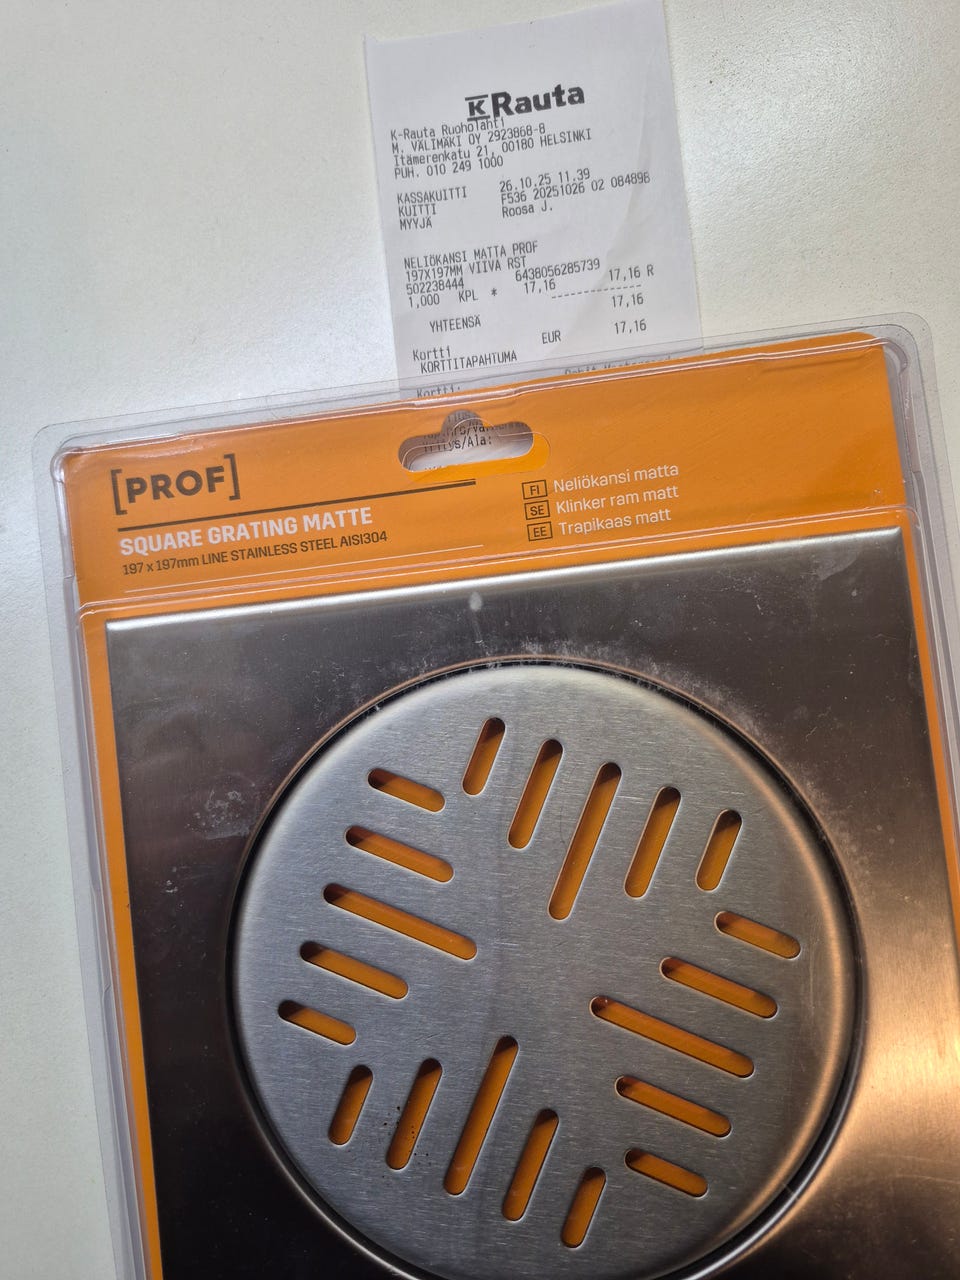 K Rauta
K-Rauta Ruoholahti
M. VÄLIMÄKI OY 2923868-8
Itämerenkatu 21, 00180 HELSINKI
PUH. 010 249 1000
KASSAKUITTI 26.10.25 11.39
KUITTI F536 20251026 02 084898
MYYJÄ Roosa J.
NELIÖKANSI MATTA PROF
197X197MM VIIVA RST
502238444 6438056285739
1,000 KPL * 17,16 17,16 R
YHTEENSÄ 17,16
EUR 17,16
Kortti
KORTTITAPAHTUMA
Kortti:
Yritys/Ala:
[PROF]
SQUARE GRATING MATTE
197 x 197mm LINE STAINLESS STEEL AISI304
FI Neliökansi matta
SE Klinker ram matt
EE Trapikaas matt